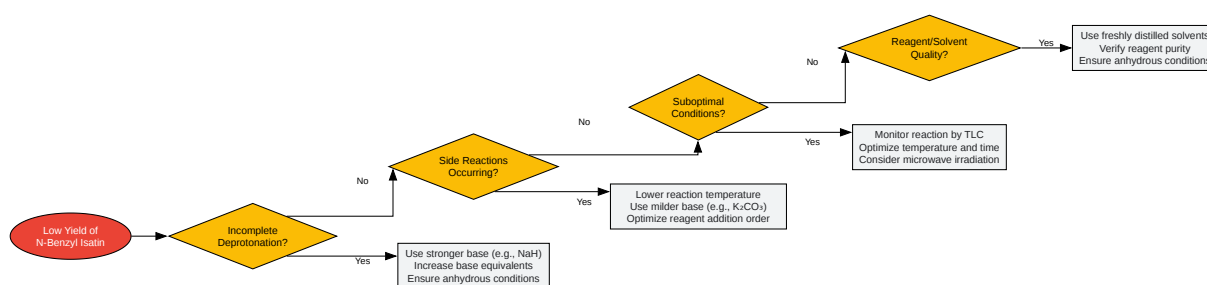 Low Yield of
N-Benzyl Isatin
Incomplete
Deprotonation?
Yes
Use stronger base (e.g., NaH)
Increase base equivalents
Ensure anhydrous conditions
No
Side Reactions
Occurring?
Yes
Lower reaction temperature
Use milder base (e.g., K₂CO₃)
Optimize reagent addition order
No
Suboptimal
Conditions?
Yes
Monitor reaction by TLC
Optimize temperature and time
Consider microwave irradiation
No
Reagent/Solvent
Quality?
Yes
Use freshly distilled solvents
Verify reagent purity
Ensure anhydrous conditions